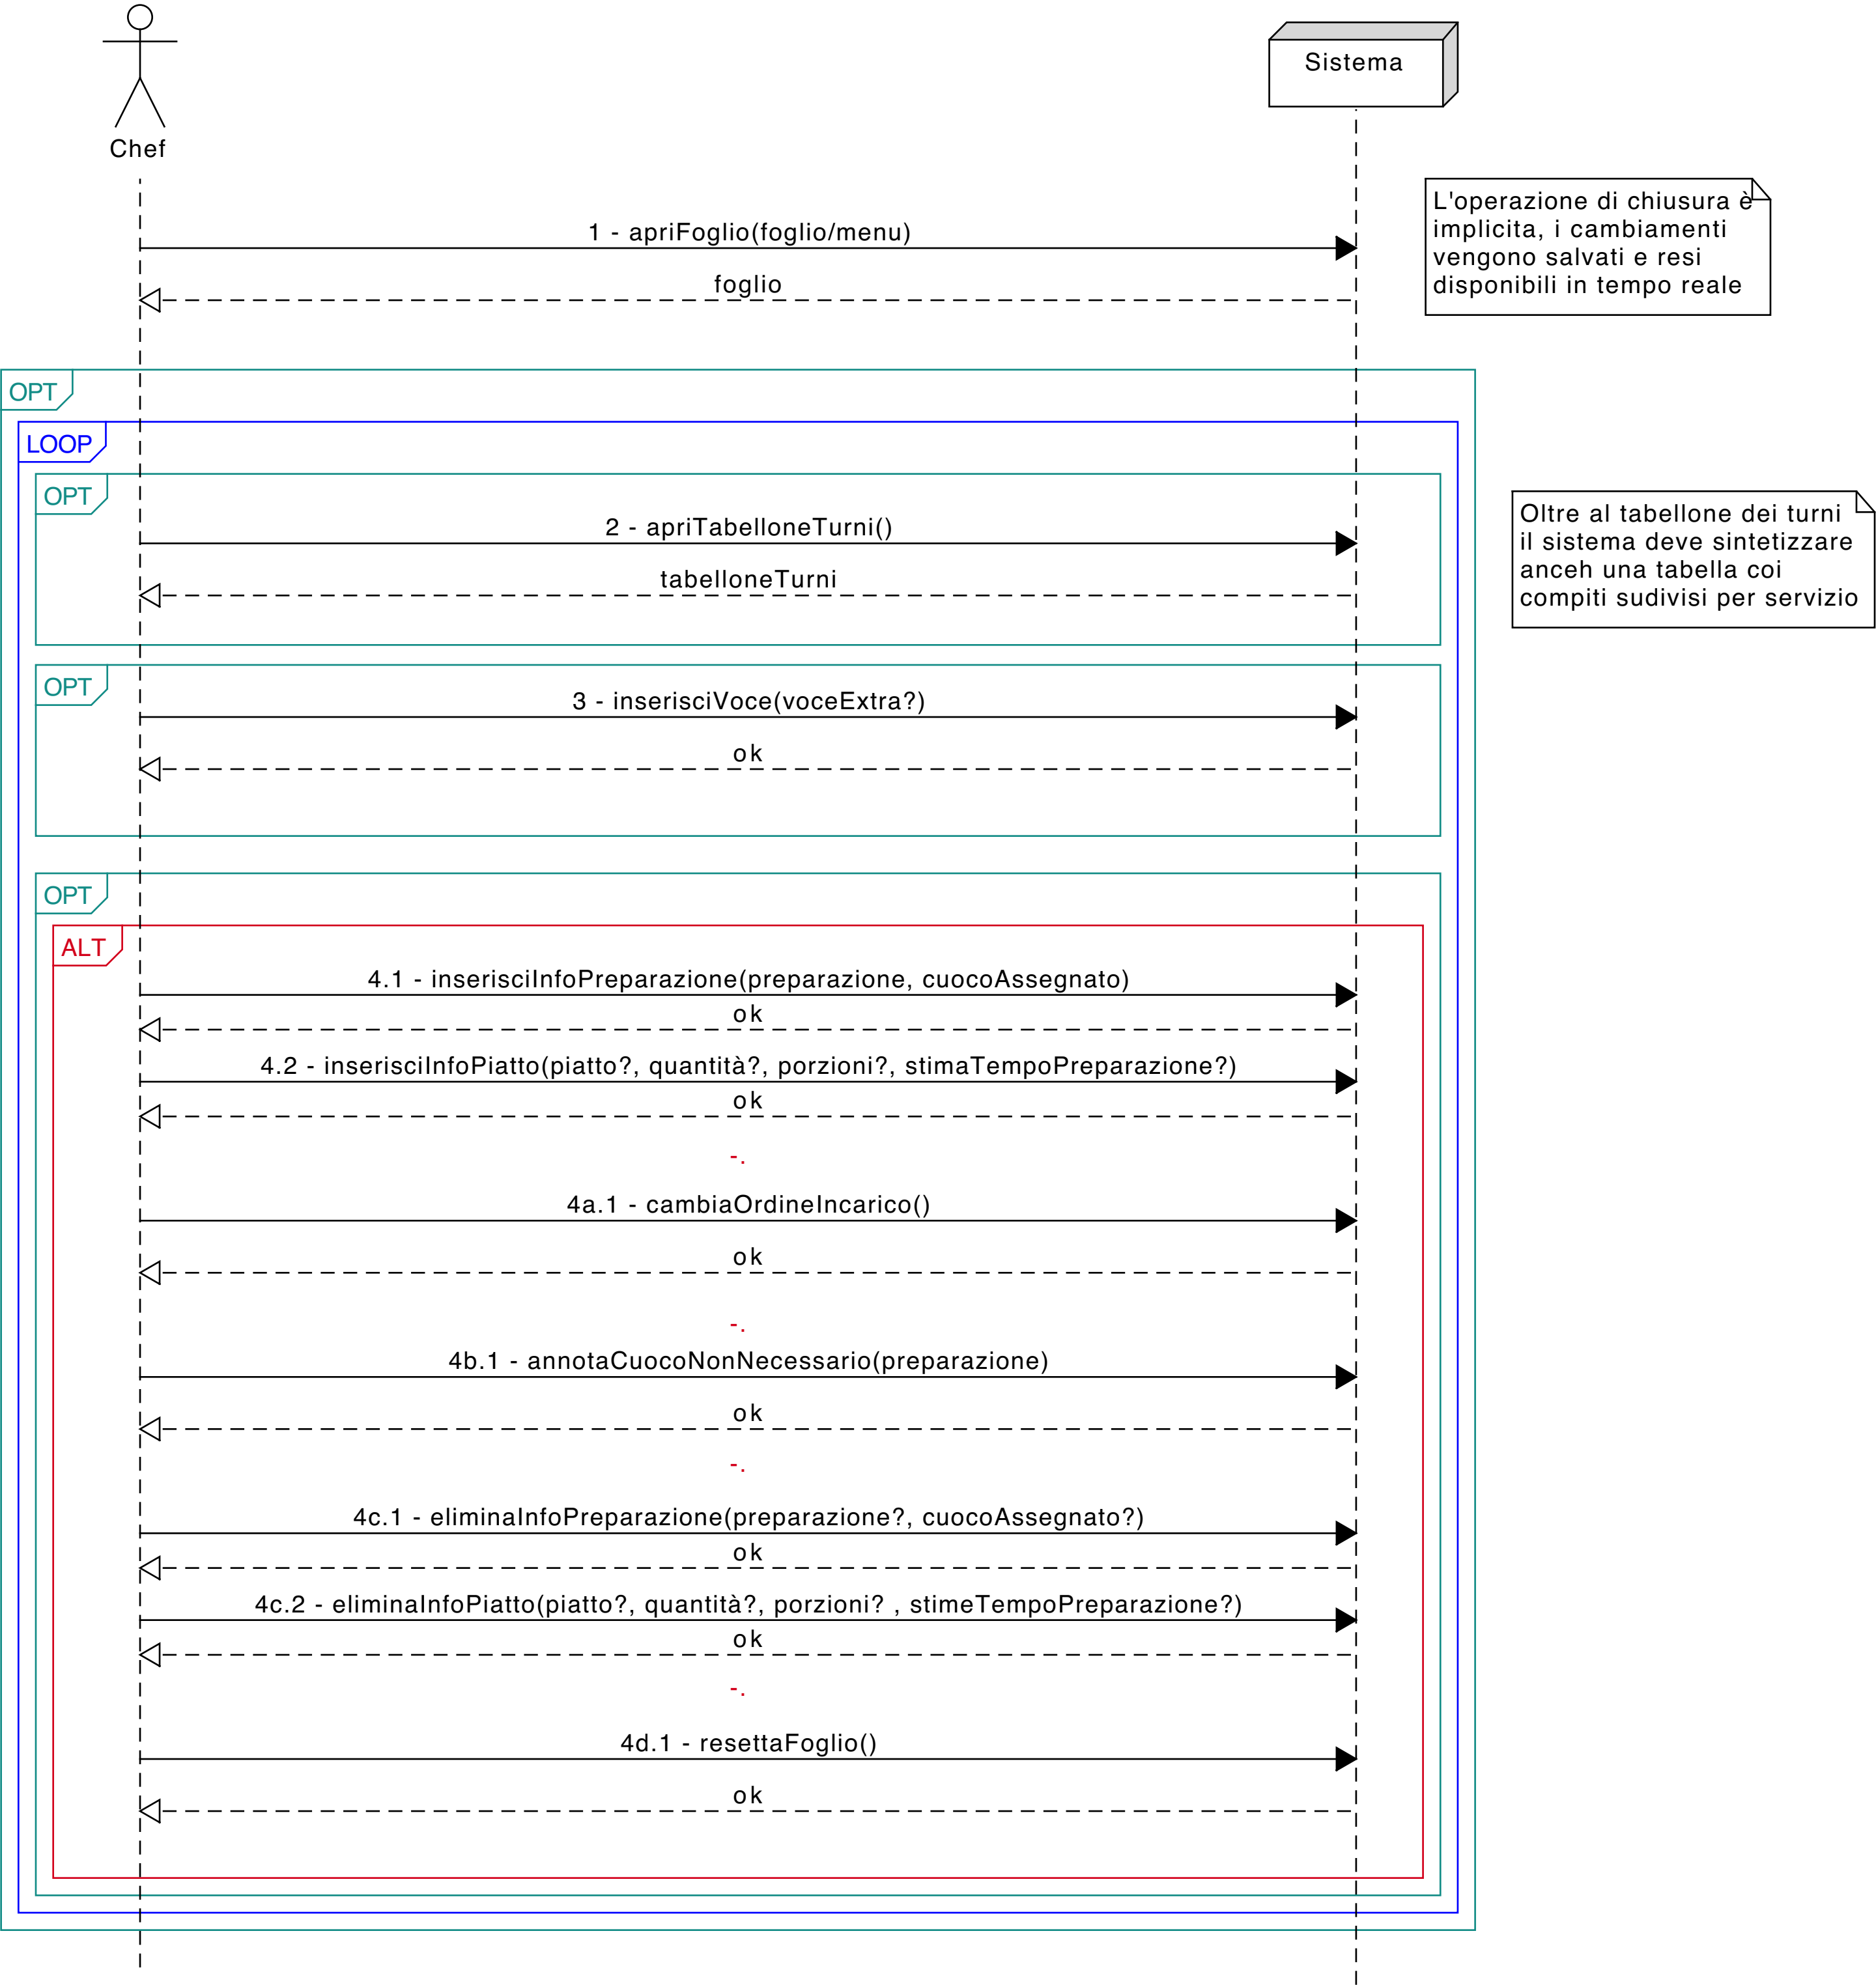 Sistema
Chef
L'operazione di chiusura è
implicita, i cambiamenti
vengono salvati e resi
disponibili in tempo reale
1 - apriFoglio(foglio/menu)
foglio
OPT
LOOP
OPT
2 - apriTabelloneTurni()
tabelloneTurni
Oltre al tabellone dei turni
il sistema deve sintetizzare
anceh una tabella coi
compiti sudivisi per servizio
OPT
3 - inserisciVoce(voceExtra?)
ok
OPT
ALT
4.1 - inserisciInfoPreparazione(preparazione, cuocoAssegnato)
ok
4.2 - inserisciInfoPiatto(piatto?, quantità?, porzioni?, stimaTempoPreparazione?)
ok
-.
4a.1 - cambiaOrdineIncarico()
ok
-.
4b.1 - annotaCuocoNonNecessario(preparazione)
ok
-.
4c.1 - eliminaInfoPreparazione(preparazione?, cuocoAssegnato?)
ok
4c.2 - eliminaInfoPiatto(piatto?, quantità?, porzioni? , stimeTempoPreparazione?)
ok
-.
4d.1 - resettaFoglio()
ok